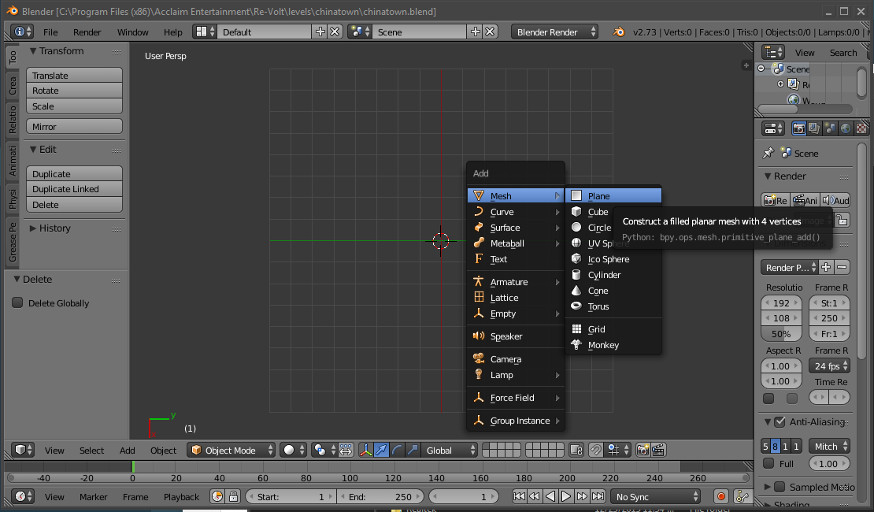 Blender [C:\Program Files (x86)\Acclaim Entertainment\Re-Volt\levels\chinatown\chinatown.blend]
File Render Window Help Default Scene Blender Render v2.73 | Verts:0 | Faces:0 | Tris:0 | Objects:0/0 | Lamps:0/0
View Search
User Persp
Transform
Translate
Rotate
Scale
Mirror
Edit
Duplicate
Duplicate Linked
Delete
History
Delete
Delete Globally
Too
Crea
Relatio
Animati
Physi
Grease Pe
Add
Mesh
Curve
Surface
Metaball
Text
Armature
Lattice
Empty
Speaker
Camera
Lamp
Force Field
Group Instance
Plane
Cube
Circle
UV Sp
Ico Sphere
Cylinder
Cone
Torus
Grid
Monkey
Construct a filled planar mesh with 4 vertices
Python: bpy.ops.mesh.primitive_plane_add()
y
(1)
Scene
Scene
Render
Re Ani Aud
Render P...
Resolutio Frame R
192 St:1
108 250
50% Fr:1
Aspect R Frame R
1.00 24 fps
1.00 Time Re
Anti-Aliasing
5 8 1 1 Mitch
Full 1.00
Sampled Motio
Shading
View Select Add Object Object Mode Global
-40 -20 0 20 40 60 80 100 120 140 160 180 200 220 240 260
View Marker Frame Playback Start: 1 End: 250 1 No Sync